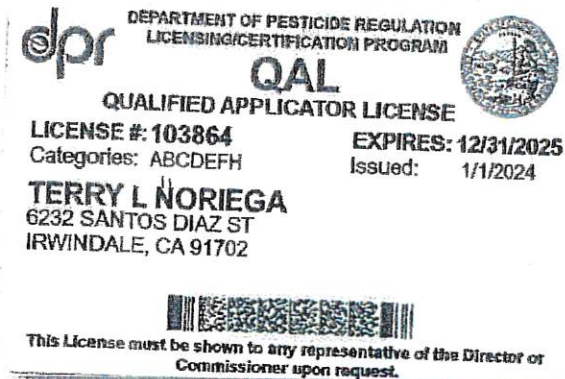 dpr
DEPARTMENT OF PESTICIDE REGULATION
LICENSING/CERTIFICATION PROGRAM
QAL
QUALIFIED APPLICATOR LICENSE
LICENSE #: 103864 EXPIRES: 12/31/2025
Categories: ABCDEFH Issued: 1/1/2024
TERRY L NORIEGA
6232 SANTOS DIAZ ST
IRWINDALE, CA 91702
This License must be shown to any representative of the Director or
Commissioner upon request.